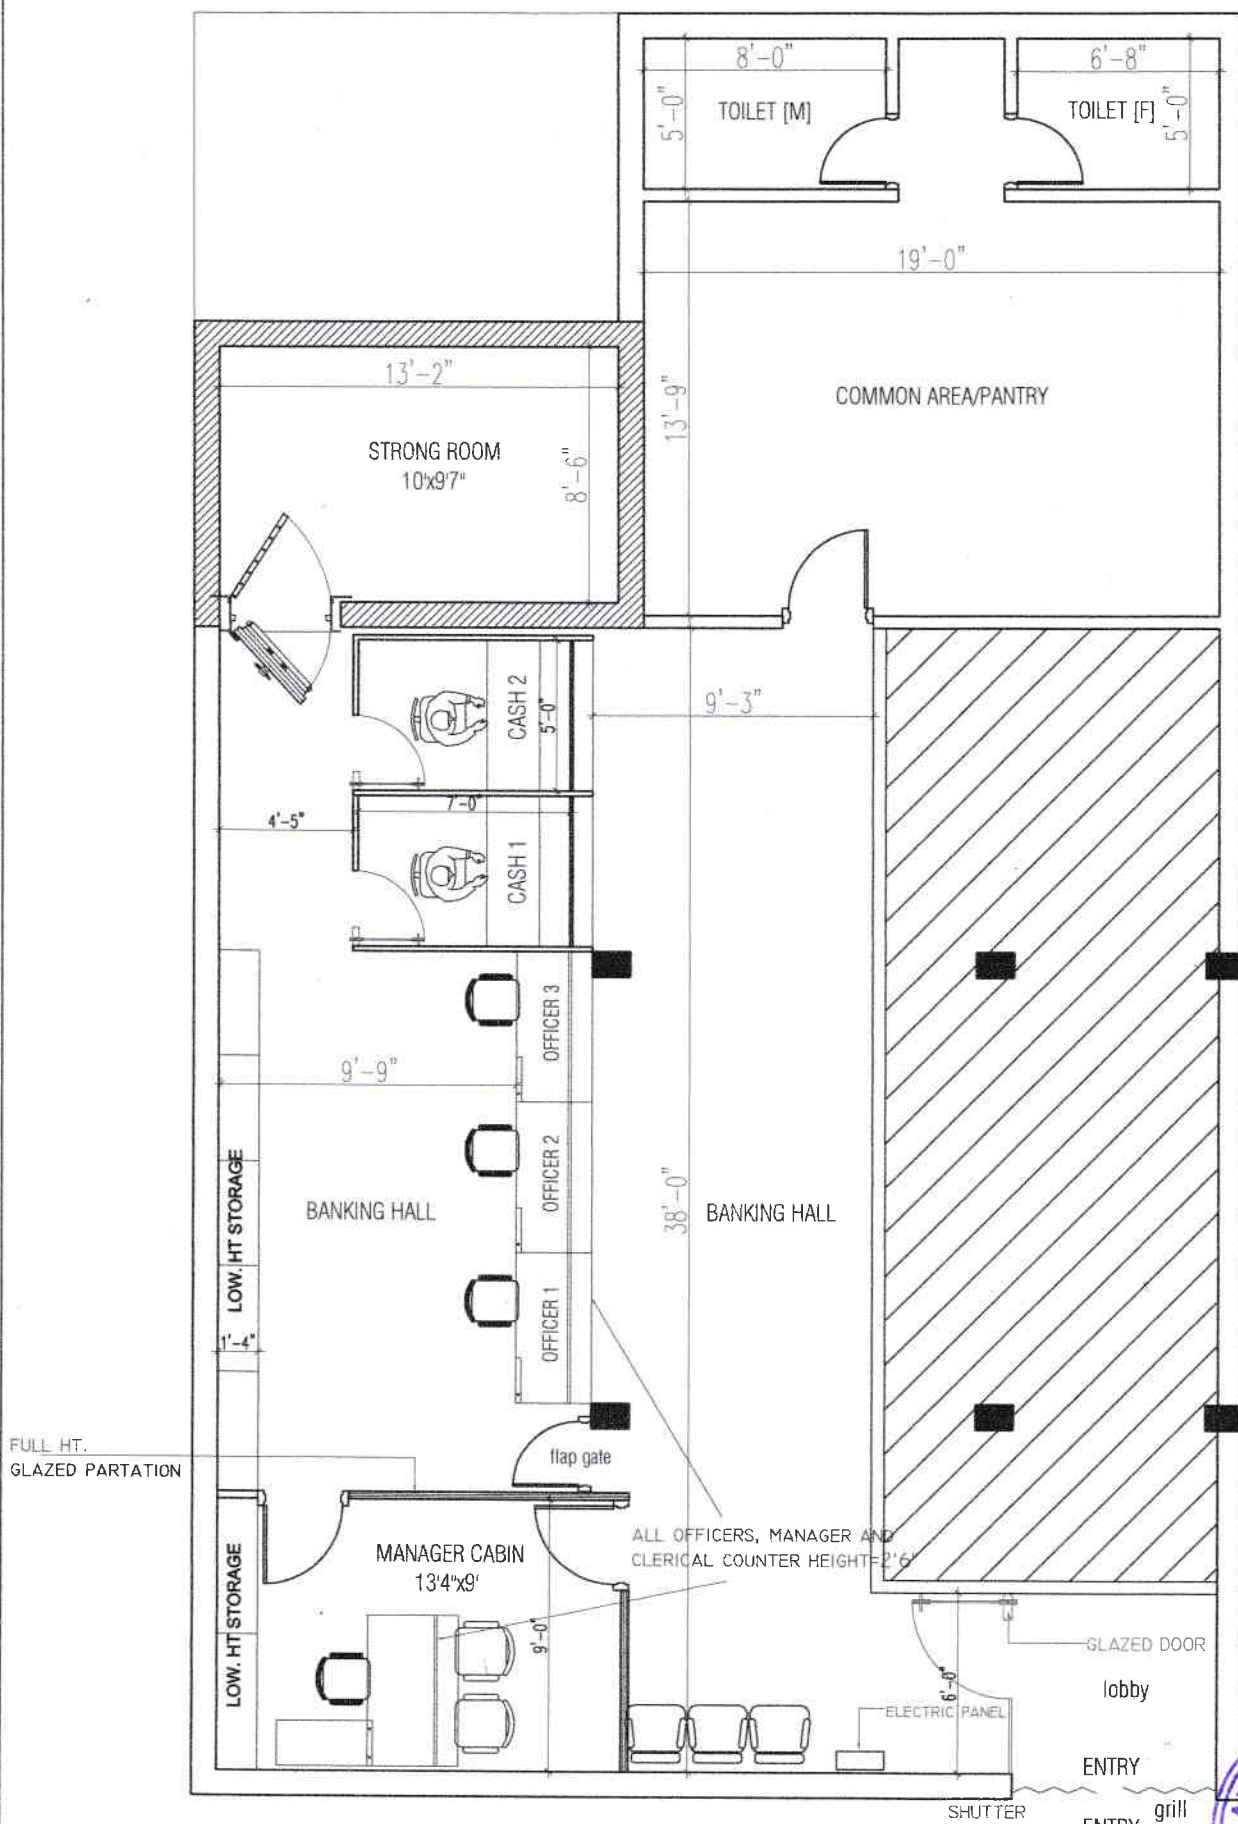 8'-0"
6'-8"
5'-0"
TOILET [M]
TOILET [F]
5'-0"
19'-0"
13'-2"
13'-9"
COMMON AREA/PANTRY
STRONG ROOM
10'x9'7"
8'-6"
CASH 2
5'-0"
9'-3"
4'-5"
7'-0"
CASH 1
OFFICER 3
9'-9"
OFFICER 2
LOW. HT STORAGE
BANKING HALL
38'-0"
BANKING HALL
OFFICER 1
1'-4"
FULL HT.
GLAZED PARTATION
flap gate
ALL OFFICERS, MANAGER AND
CLERICAL COUNTER HEIGHT=2'6"
MANAGER CABIN
13'4"x9'
LOW. HT STORAGE
9'-0"
GLAZED DOOR
6'-0"
lobby
ELECTRIC PANEL
ENTRY
SHUTTER
grill
ENTRY